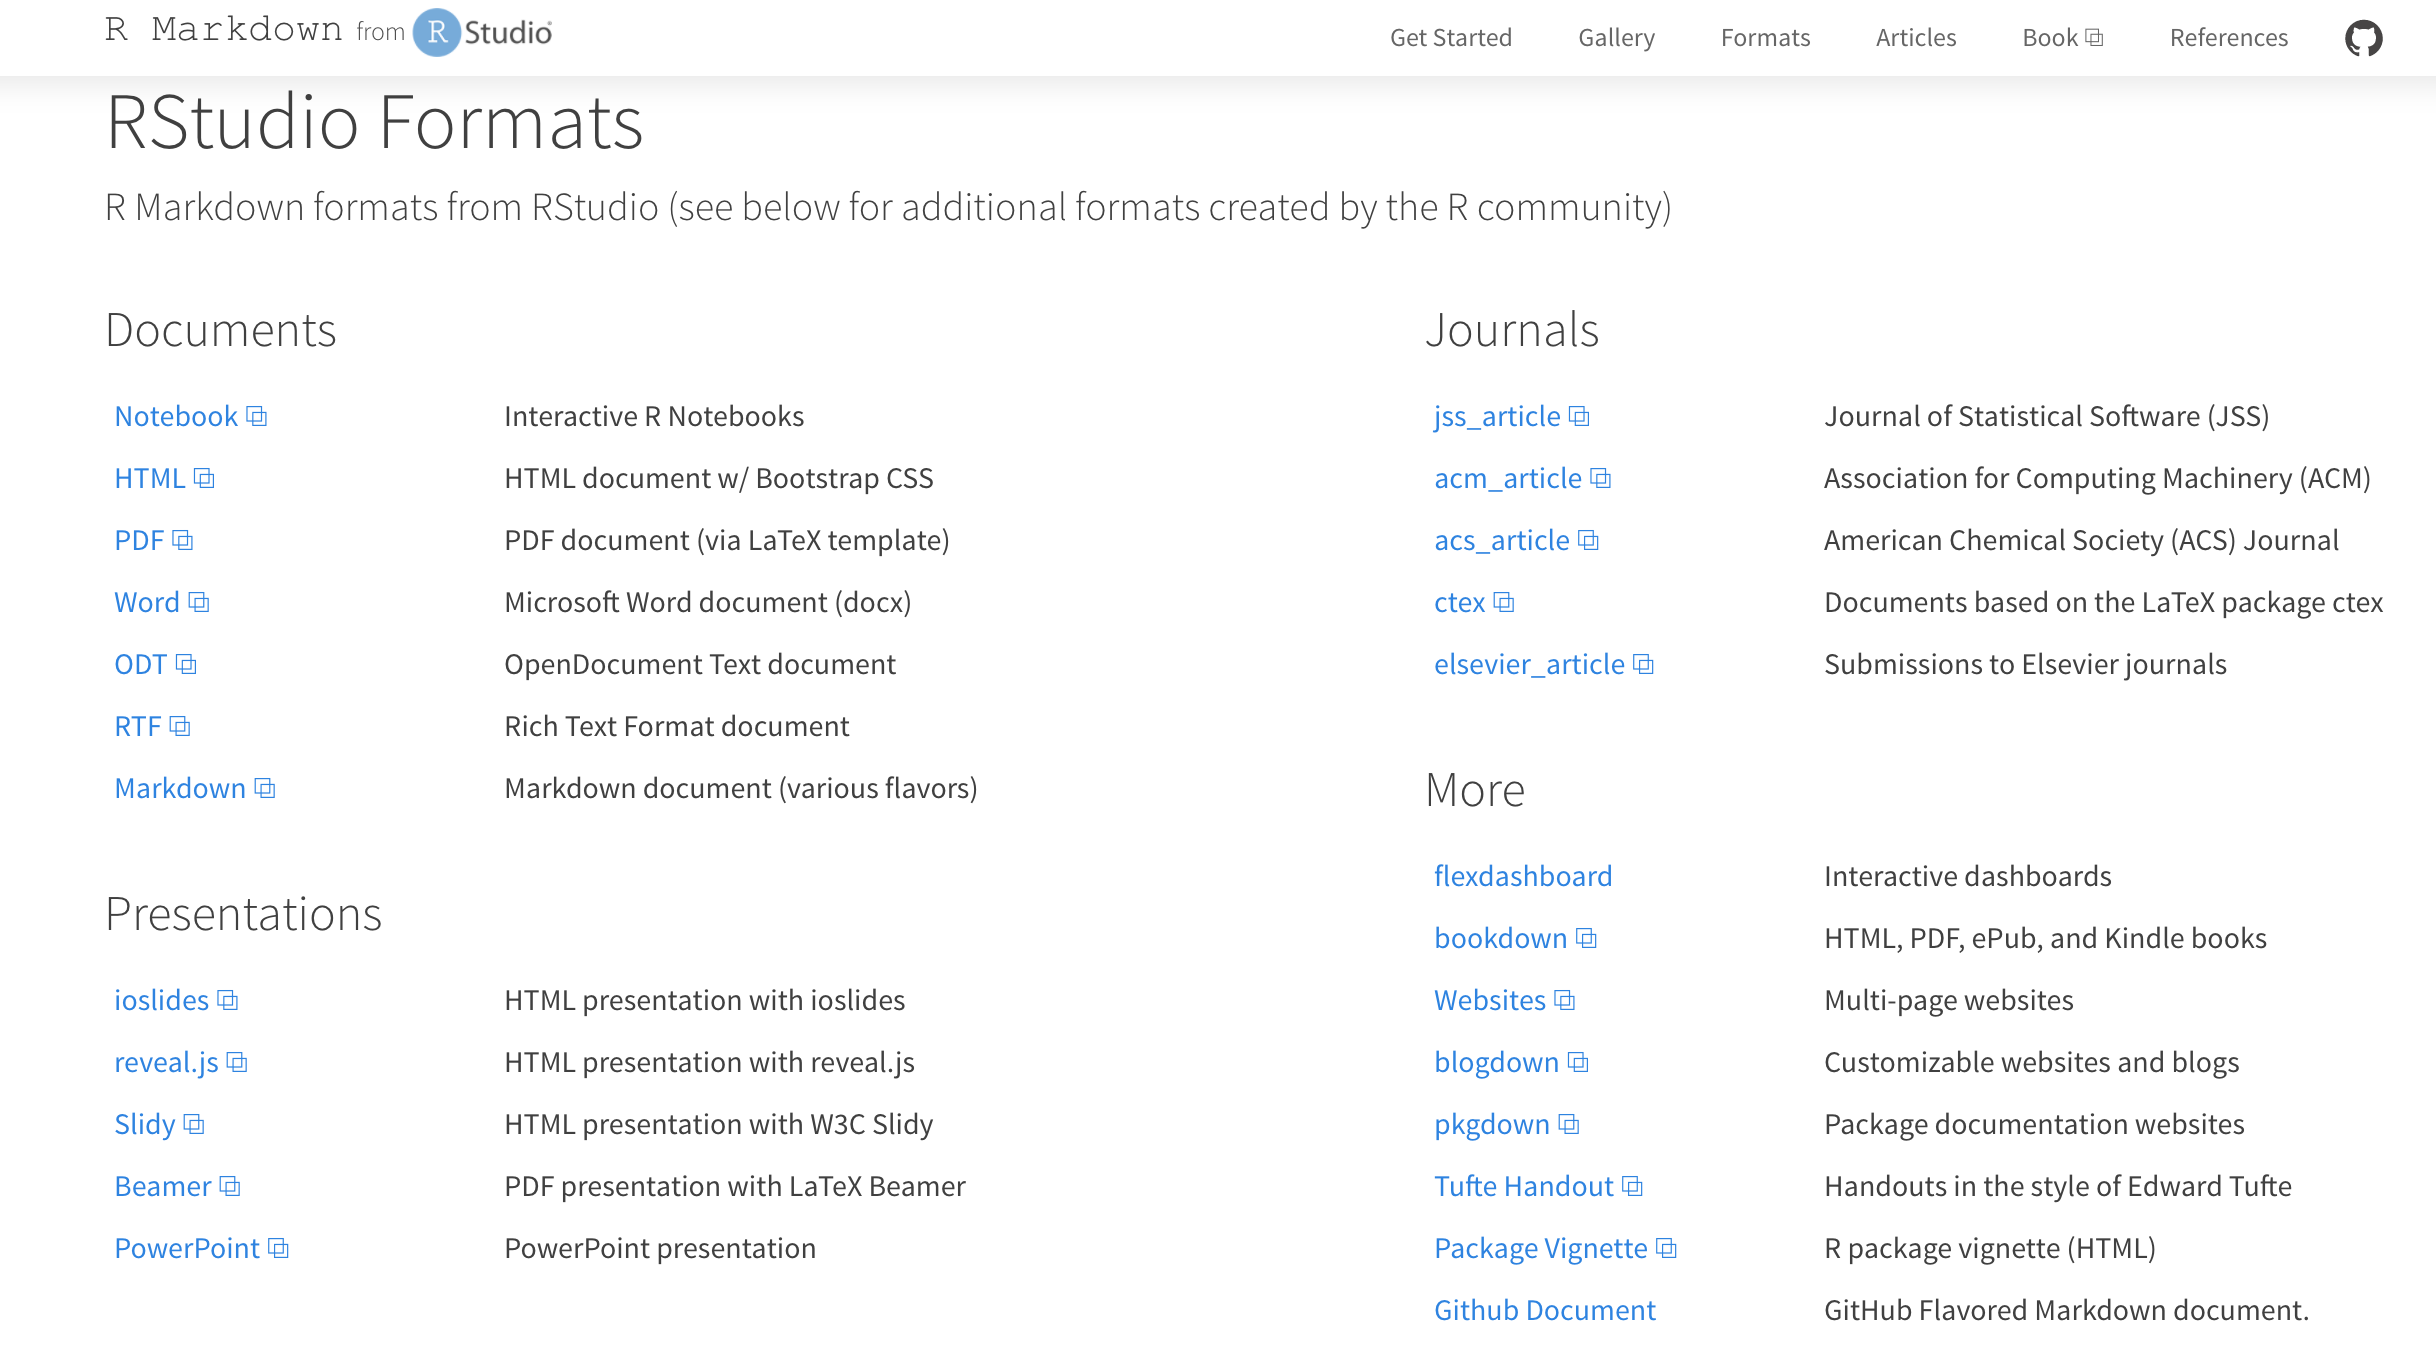 R Markdown from R Studio
Get Started Gallery Formats Articles Book References
RStudio Formats
R Markdown formats from RStudio (see below for additional formats created by the R community)
Documents
Notebook Interactive R Notebooks
HTML HTML document w/ Bootstrap CSS
PDF PDF document (via LaTeX template)
Word Microsoft Word document (docx)
ODT OpenDocument Text document
RTF Rich Text Format document
Markdown Markdown document (various flavors)
Presentations
ioslides HTML presentation with ioslides
reveal.js HTML presentation with reveal.js
Slidy HTML presentation with W3C Slidy
Beamer PDF presentation with LaTeX Beamer
PowerPoint PowerPoint presentation
Journals
jss_article Journal of Statistical Software (JSS)
acm_article Association for Computing Machinery (ACM)
acs_article American Chemical Society (ACS) Journal
ctex Documents based on the LaTeX package ctex
elsevier_article Submissions to Elsevier journals
More
flexdashboard Interactive dashboards
bookdown HTML, PDF, ePub, and Kindle books
Websites Multi-page websites
blogdown Customizable websites and blogs
pkgdown Package documentation websites
Tufte Handout Handouts in the style of Edward Tufte
Package Vignette R package vignette (HTML)
Github Document GitHub Flavored Markdown document.